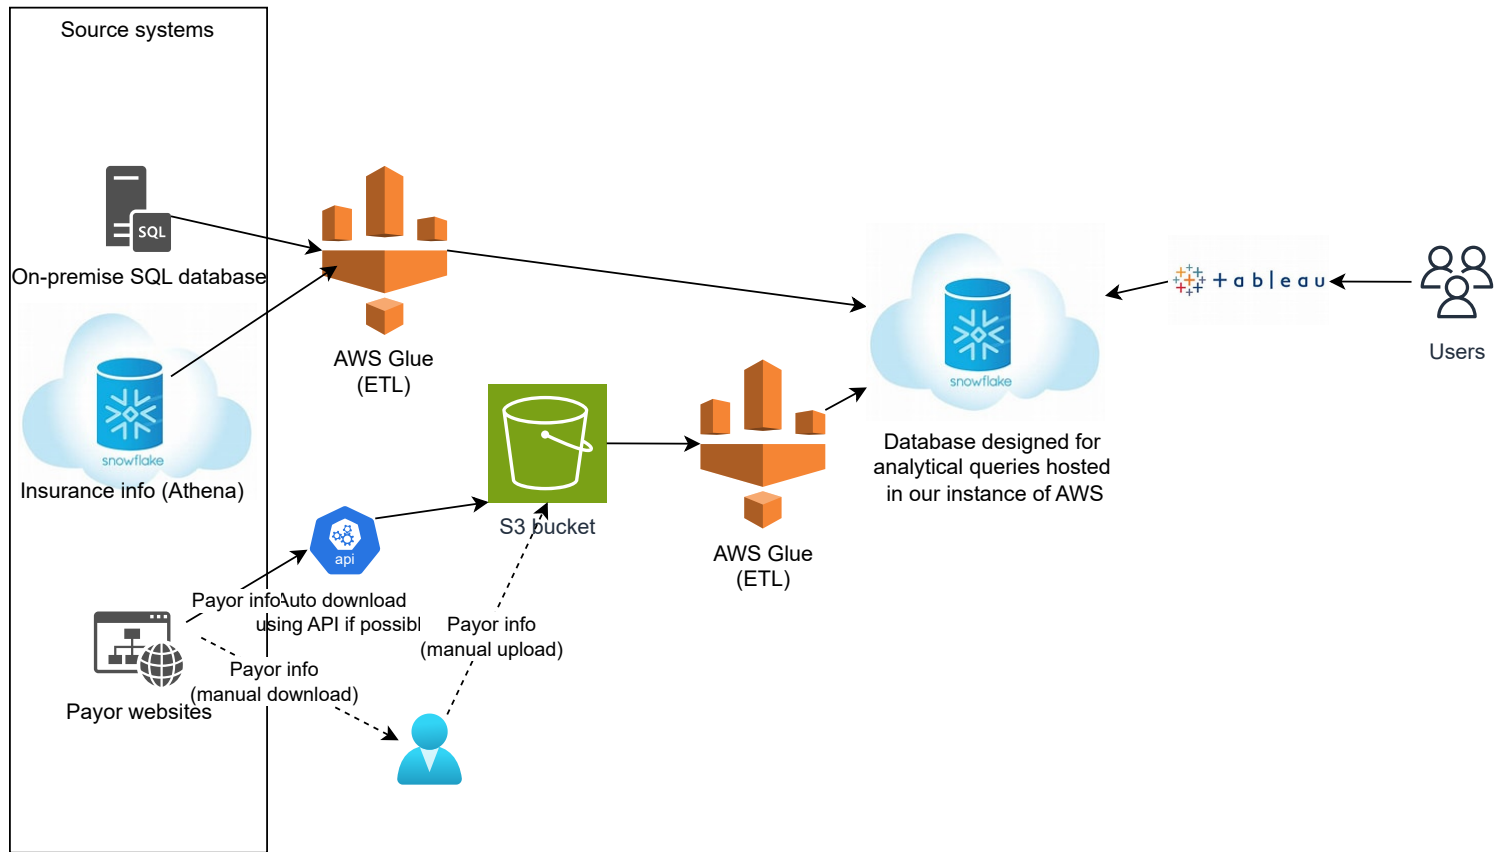 Source systems
SQL
On-premise SQL database
snowflake
Insurance info (Athena)
Payor websites
AWS Glue
(ETL)
api
Payor info
Auto download
using API if possibl
Payor info
(manual download)
Payor info
(manual upload)
S3 bucket
AWS Glue
(ETL)
snowflake
Database designed for
analytical queries hosted
in our instance of AWS
+ableau
Users